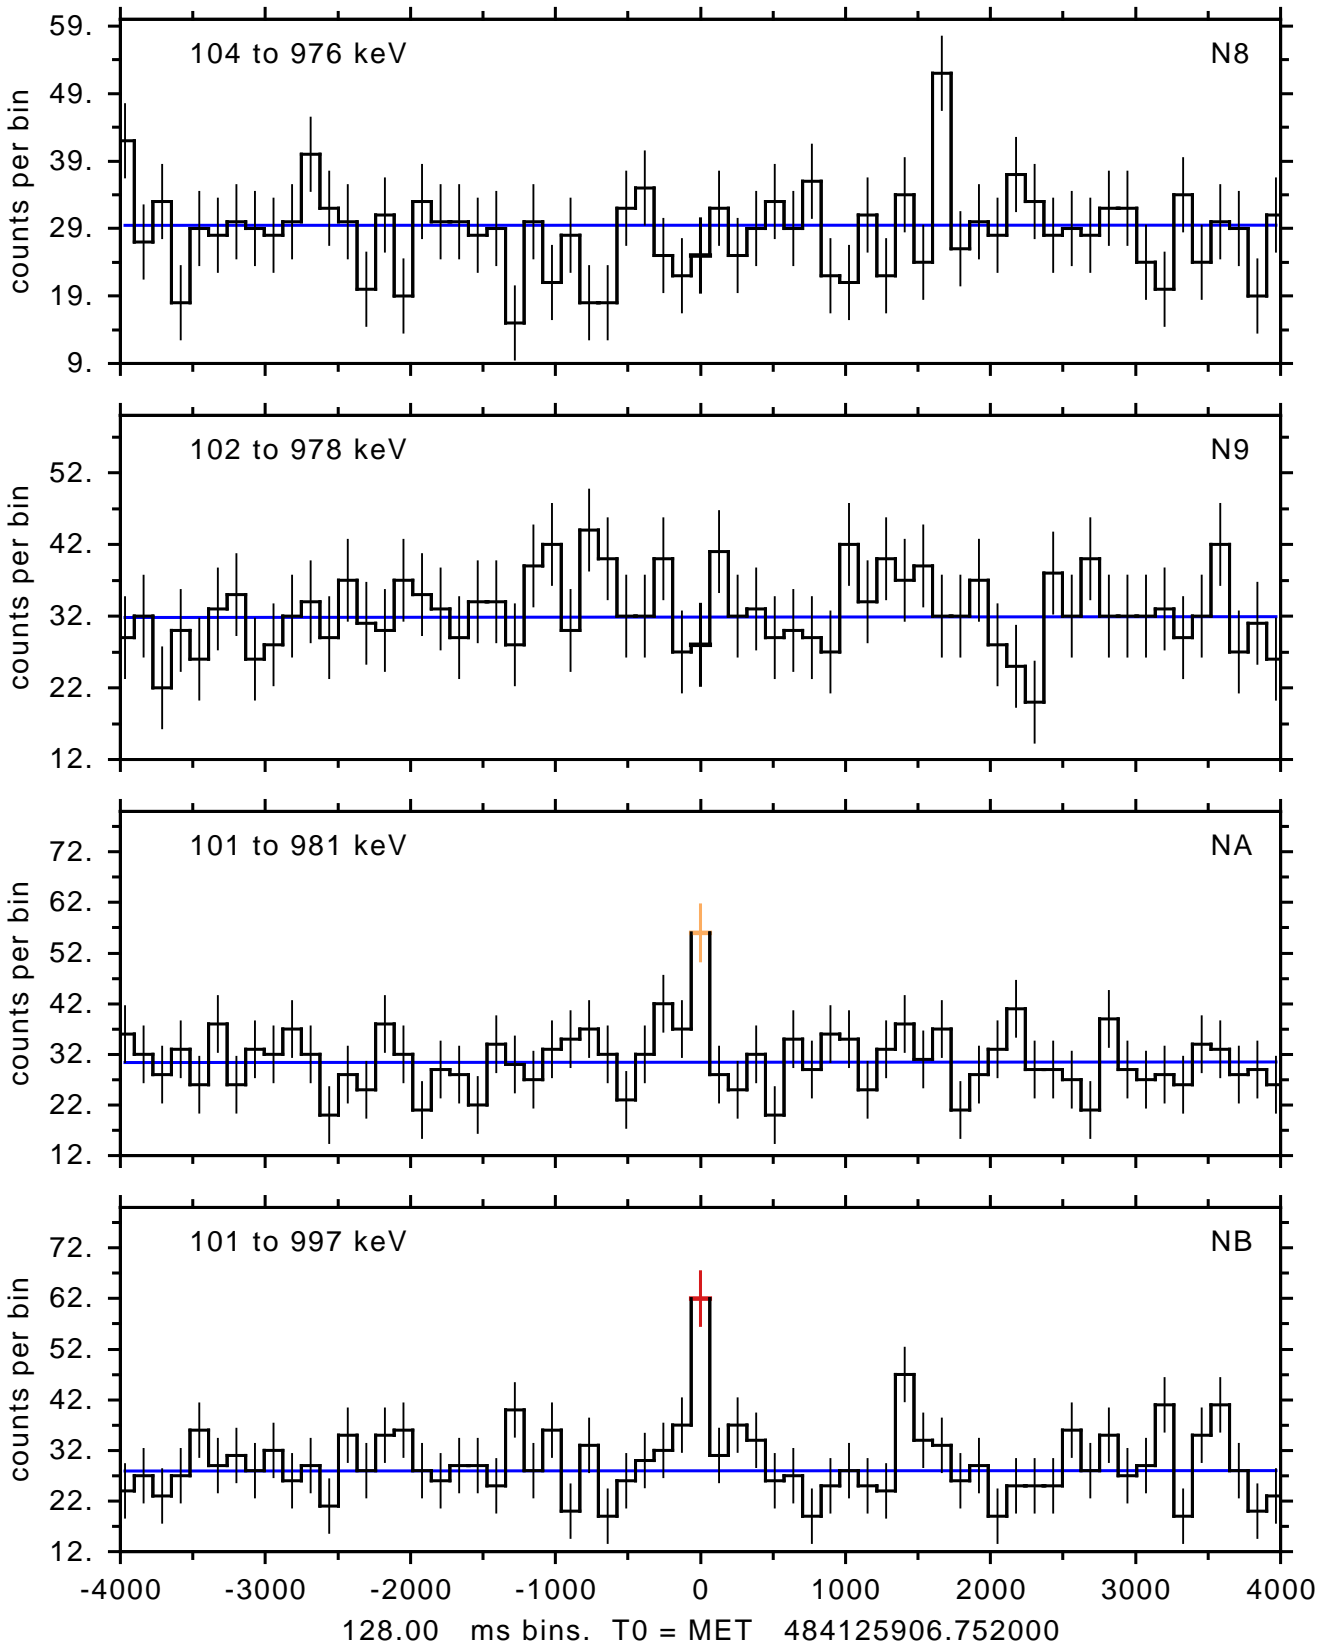 104 to 976 keV N8
counts per bin
59.
49.
39.
29.
19.
9.
102 to 978 keV N9
counts per bin
52.
42.
32.
22.
12.
101 to 981 keV NA
counts per bin
72.
62.
52.
42.
32.
22.
12.
101 to 997 keV NB
counts per bin
72.
62.
52.
42.
32.
22.
12.
-4000 -3000 -2000 -1000 0 1000 2000 3000 4000
128.00 ms bins. T0 = MET 484125906.752000